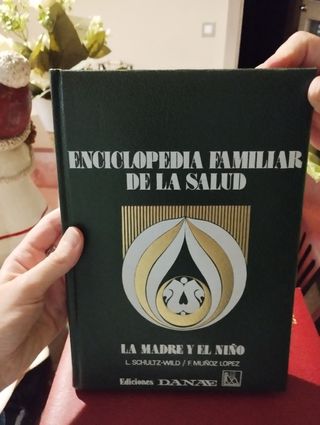 ENCICLOPEDIA FAMILIAR
DE LA SALUD
LA MADRE Y EL NIÑO
L. SCHULTZ-WILD / F. MUÑOZ LOPEZ
Ediciones DANAE